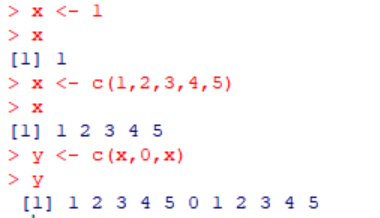 > x <- 1
> x
[1] 1
> x <- c(1,2,3,4,5)
> x
[1] 1 2 3 4 5
> y <- c(x,0,x)
> y
 [1] 1 2 3 4 5 0 1 2 3 4 5